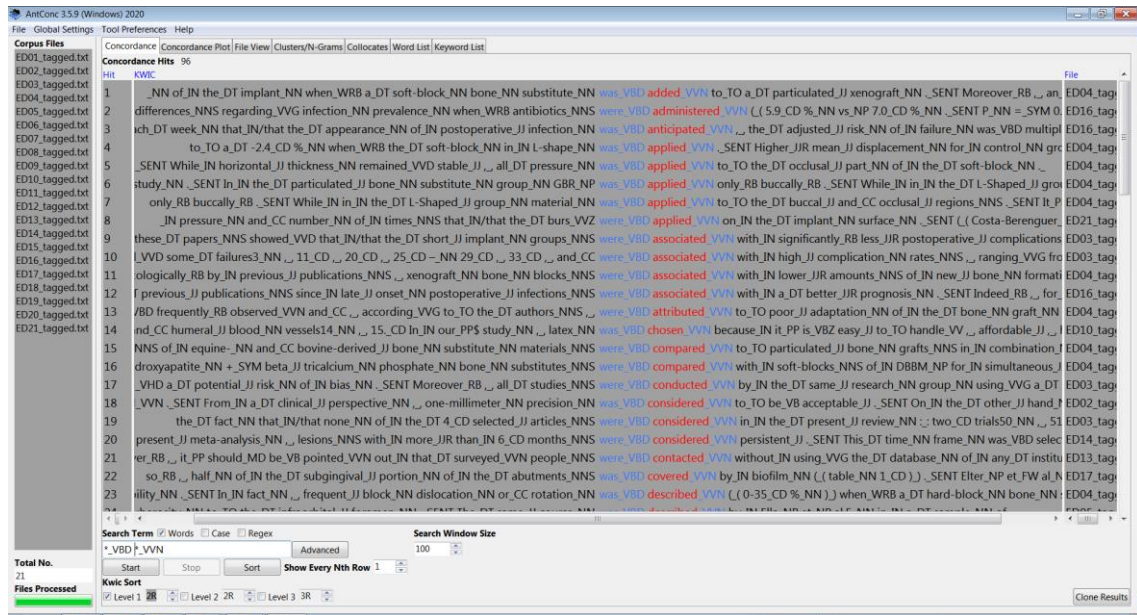 AntConc 3.5.9 (Windows) 2020
File Global Settings Tool Preferences Help
Corpus Files
ED01_tagged.txt
ED02_tagged.txt
ED03_tagged.txt
ED04_tagged.txt
ED05_tagged.txt
ED06_tagged.txt
ED07_tagged.txt
ED08_tagged.txt
ED09_tagged.txt
ED10_tagged.txt
ED11_tagged.txt
ED12_tagged.txt
ED13_tagged.txt
ED14_tagged.txt
ED15_tagged.txt
ED16_tagged.txt
ED17_tagged.txt
ED18_tagged.txt
ED19_tagged.txt
ED20_tagged.txt
ED21_tagged.txt
Total No.
21
Files Processed
Concordance Concordance Plot File View Clusters/N-Grams Collocates Word List Keyword List
Concordance Hits 96
Hit KWIC File
1 _NN of_IN the_DT implant_NN when_WRB a_DT soft-block_NN bone_NN substitute_NN was_VBD added_VVN to_TO a_DT particulated_JJ xenograft_NN ._SENT Moreover_RB ,_, an_ ED04_tag
2 differences_NNS regarding_VVG infection_NN prevalence_NN when_WRB antibiotics_NNS were_VBD administered_VVN (_( 5.9_CD %_NN vs_NP 7.0_CD %_NN ._SENT P_NN =_SYM 0. ED16_tag
3 ach_DT week_NN that_IN/that the_DT appearance_NN of_IN postoperative_JJ infection_NN was_VBD anticipated_VVN ,_, the_DT adjusted_JJ risk_NN of_IN failure_NN was_VBD multipl ED16_tag
4 to_TO a_DT -2.4_CD %_NN when_WRB the_DT soft-block_NN in_IN L-shape_NN was_VBD applied_VVN ._SENT Higher_JJR mean_JJ displacement_NN for_IN control_NN gro ED04_tag
5 _SENT While_IN horizontal_JJ thickness_NN remained_VVD stable_JJ ,_, all_DT pressure_NN was_VBD applied_VVN to_TO the_DT occlusal_JJ part_NN of_IN the_DT soft-block_NN ._ ED04_tag
6 study_NN ._SENT In_IN the_DT particulated_JJ bone_NN substitute_NN group_NN GBR_NP was_VBD applied_VVN only_RB buccally_RB ._SENT While_IN in_IN the_DT L-Shaped_JJ grou ED04_tag
7 only_RB buccally_RB ._SENT While_IN in_IN the_DT L-Shaped_JJ group_NN material_NN was_VBD applied_VVN to_TO the_DT buccal_JJ and_CC occlusal_JJ regions_NNS ._SENT It_P ED04_tag
8 _IN pressure_NN and_CC number_NN of_IN times_NNS that_IN/that the_DT burs_VVZ were_VBD applied_VVN on_IN the_DT implant_NN surface_NN ._SENT (_( Costa-Berenguer_ ED21_tag
9 these_DT papers_NNS showed_VVD that_IN/that the_DT short_JJ implant_NN groups_NNS were_VBD associated_VVN with_IN significantly_RB less_JJR postoperative_JJ complications ED03_tag
10 l_VVD some_DT failures3_NN ,_, 11_CD ,_, 20_CD ,_, 25_CD –_NN 29_CD ,_, 33_CD ,_, and_CC were_VBD associated_VVN with_IN high_JJ complication_NN rates_NNS ,_, ranging_VVG fro ED03_tag
11 ologically_RB by_IN previous_JJ publications_NNS ,_, xenograft_NN bone_NN blocks_NNS were_VBD associated_VVN with_IN lower_JJR amounts_NNS of_IN new_JJ bone_NN formati ED04_tag
12 f previous_JJ publications_NNS since_IN late_JJ onset_NN postoperative_JJ infections_NNS were_VBD associated_VVN with_IN a_DT better_JJR prognosis_NN ._SENT Indeed_RB ,_, for_ ED16_tag
13 /BD frequently_RB observed_VVN and_CC ,_, according_VVG to_TO the_DT authors_NNS ,_, were_VBD attributed_VVN to_TO poor_JJ adaptation_NN of_IN the_DT bone_NN graft_NN ED04_tag
14 and_CC humeral_JJ blood_NN vessels14_NN ,_, 15._CD In_IN our_PP$ study_NN ,_, latex_NN was_VBD chosen_VVN because_IN it_PP is_VBZ easy_JJ to_TO handle_VV ,_, affordable_JJ ,_, ED10_tag
15 NNS of_IN equine-_NN and_CC bovine-derived_JJ bone_NN substitute_NN materials_NNS were_VBD compared_VVN to_TO particulated_JJ bone_NN grafts_NNS in_IN combination_ ED04_tag
16 droxyapatite_NN +_SYM beta_JJ tricalcium_NN phosphate_NN bone_NN substitutes_NNS were_VBD compared_VVN with_IN soft-blocks_NNS of_IN DBBM_NP for_IN simultaneous_J ED04_tag
17 _VHD a_DT potential_JJ risk_NN of_IN bias_NN ._SENT Moreover_RB ,_, all_DT studies_NNS were_VBD conducted_VVN by_IN the_DT same_JJ research_NN group_NN using_VVG a_DT ED03_tag
18 _VVN ._SENT From_IN a_DT clinical_JJ perspective_NN ,_, one-millimeter_NN precision_NN was_VBD considered_VVN to_TO be_VB acceptable_JJ ._SENT On_IN the_DT other_JJ hand_ ED02_tag
19 the_DT fact_NN that_IN/that none_NN of_IN the_DT 4_CD selected_JJ articles_NNS were_VBD considered_VVN in_IN the_DT present_JJ review_NN :_: two_CD trials50_NN ,_, 51 ED03_tag
20 present_JJ meta-analysis_NN ,_, lesions_NNS with_IN more_JJR than_IN 6_CD months_NNS were_VBD considered_VVN persistent_JJ ._SENT This_DT time_NN frame_NN was_VBD selec ED14_tag
21 er_RB ,_, it_PP should_MD be_VB pointed_VVN out_IN that_DT surveyed_VVN people_NNS were_VBD contacted_VVN without_IN using_VVG the_DT database_NN of_IN any_DT institu ED13_tag
22 so_RB ,_, half_NN of_IN the_DT subgingival_JJ portion_NN of_IN the_DT abutments_NNS was_VBD covered_VVN by_IN biofilm_NN (_( table_NN 1_CD )_) ._SENT Elter_NP et_FW al_N ED17_tag
23 ility_NN ._SENT In_IN fact_NN ,_, frequent_JJ block_NN dislocation_NN or_CC rotation_NN was_VBD described_VVN (_( 0-35_CD %_NN )_) when_WRB a_DT hard-block_NN bone_NN ED04_tag
Search Term Words Case Regex Search Window Size
*_VBD *_VVN Advanced 100
Start Stop Sort Show Every Nth Row 1
Kwic Sort
Level 1 2R Level 2 2R Level 3 3R Clone Results